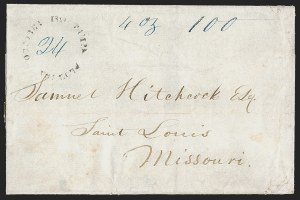 4 oz 100
24
Samuel Hitchcock Esq.
Saint Louis
Missouri.